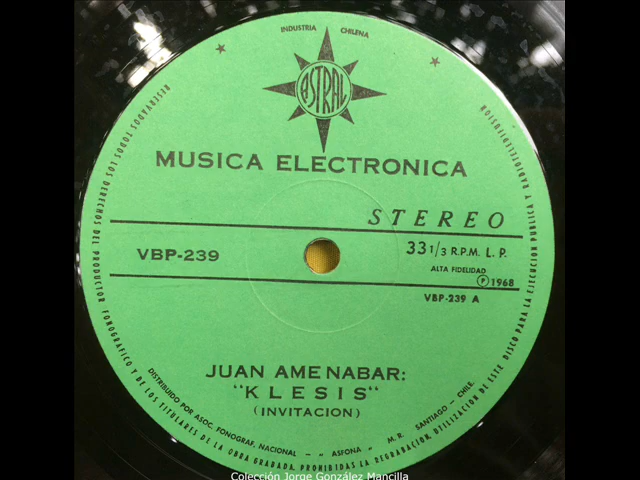 INDUSTRIA CHILENA
ASTRAL
MUSICA ELECTRONICA
STEREO
VBP-239
33 1/3 R.P.M. L. P.
ALTA FIDELIDAD
Ⓟ1968
VBP-239 A
JUAN AMENABAR:
"KLESIS"
(INVITACION)
DISTRIBUIDO POR ASOC. FONOGRAF, NACIONAL - "ASFONA" M. R. SANTIAGO - CHILE.
RESERVADOS TODOS LOS DERECHOS DEL PRODUCTOR FONOGRAFICO Y DE LOS TITULARES DE LA OBRA GRABADA. PROHIBIDAS LA REGRABACION, UTILIZACION DE ESTE DISCO PARA LA EJECUCION PUBLICA Y RADIOTELEDIFUSION
Colección Jorge González Mancilla